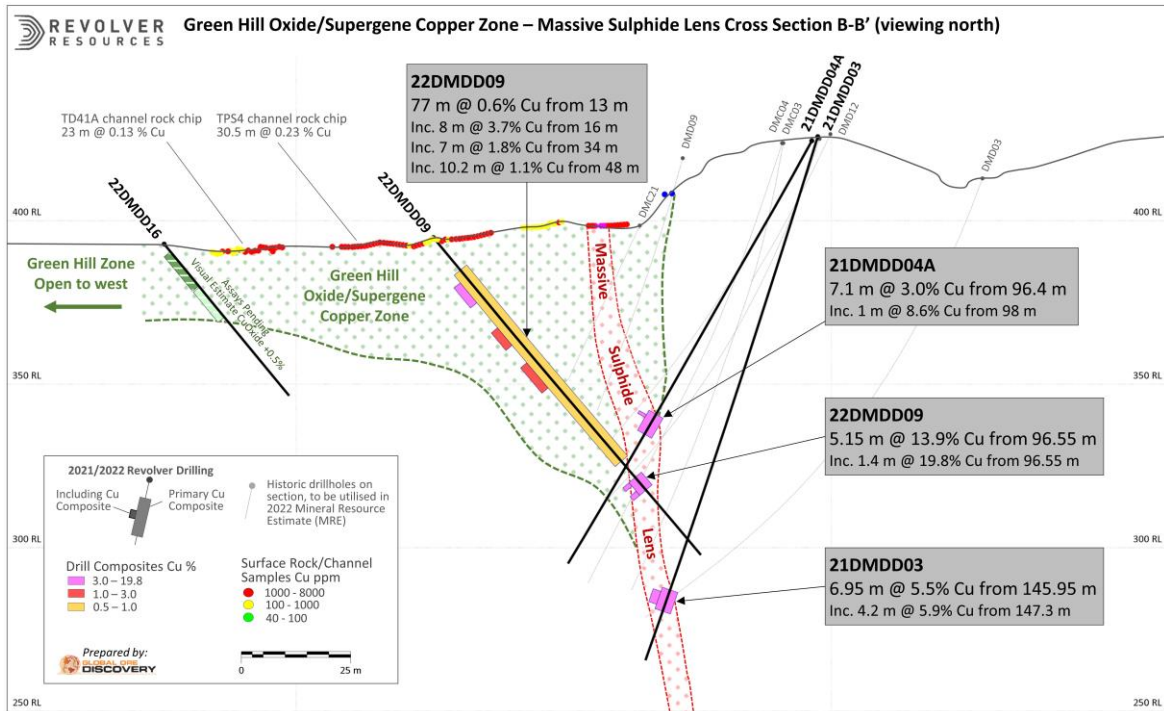 REVOLVER
RESOURCES
Green Hill Oxide/Supergene Copper Zone – Massive Sulphide Lens Cross Section B-B’ (viewing north)
22DMDD09
77 m @ 0.6% Cu from 13 m
Inc. 8 m @ 3.7% Cu from 16 m
Inc. 7 m @ 1.8% Cu from 34 m
Inc. 10.2 m @ 1.1% Cu from 48 m
TD41A channel rock chip
23 m @ 0.13 % Cu
TPS4 channel rock chip
30.5 m @ 0.23 % Cu
22DMDD16
22DMDD09
DMD09
DMC21
DMC04
DMC03
21DMDD04A
21DMDD03
DMD12
DMD03
400 RL
400 RL
Green Hill Zone
Open to west
Assays Pending
Visual Estimate CuOxide +0.5%
Green Hill
Oxide/Supergene
Copper Zone
Massive
Sulphide
Lens
21DMDD04A
7.1 m @ 3.0% Cu from 96.4 m
Inc. 1 m @ 8.6% Cu from 98 m
350 RL
350 RL
22DMDD09
5.15 m @ 13.9% Cu from 96.55 m
Inc. 1.4 m @ 19.8% Cu from 96.55 m
300 RL
300 RL
21DMDD03
6.95 m @ 5.5% Cu from 145.95 m
Inc. 4.2 m @ 5.9% Cu from 147.3 m
2021/2022 Revolver Drilling
Including Cu
Composite
Primary Cu
Composite
Historic drillholes on
section, to be utilised in
2022 Mineral Resource
Estimate (MRE)
Drill Composites Cu %
3.0 – 19.8
1.0 – 3.0
0.5 – 1.0
Surface Rock/Channel
Samples Cu ppm
1000 - 8000
100 - 1000
40 - 100
Prepared by:
GLOBAL ORE
DISCOVERY
25 m
250 RL
250 RL